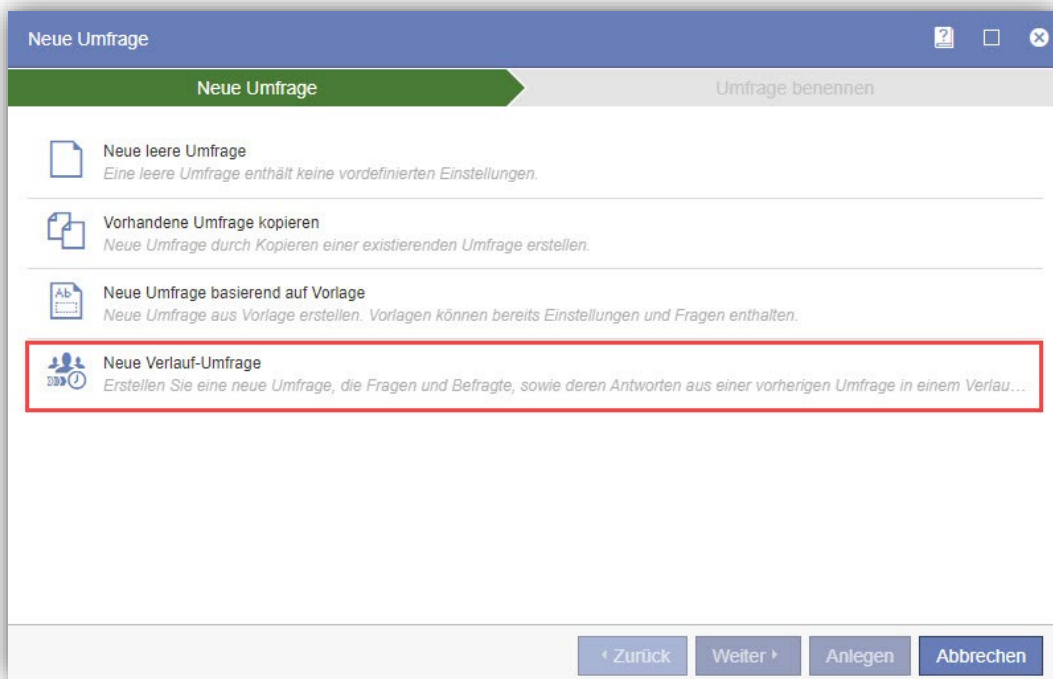 Neue Umfrage
Neue Umfrage
Umfrage benennen
Neue leere Umfrage
Eine leere Umfrage enthält keine vordefinierten Einstellungen.
Vorhandene Umfrage kopieren
Neue Umfrage durch Kopieren einer existierenden Umfrage erstellen.
Ab
Neue Umfrage basierend auf Vorlage
Neue Umfrage aus Vorlage erstellen. Vorlagen können bereits Einstellungen und Fragen enthalten.
Neue Verlauf-Umfrage
Erstellen Sie eine neue Umfrage, die Fragen und Befragte, sowie deren Antworten aus einer vorherigen Umfrage in einem Verlau...
Zurück
Weiter
Anlegen
Abbrechen